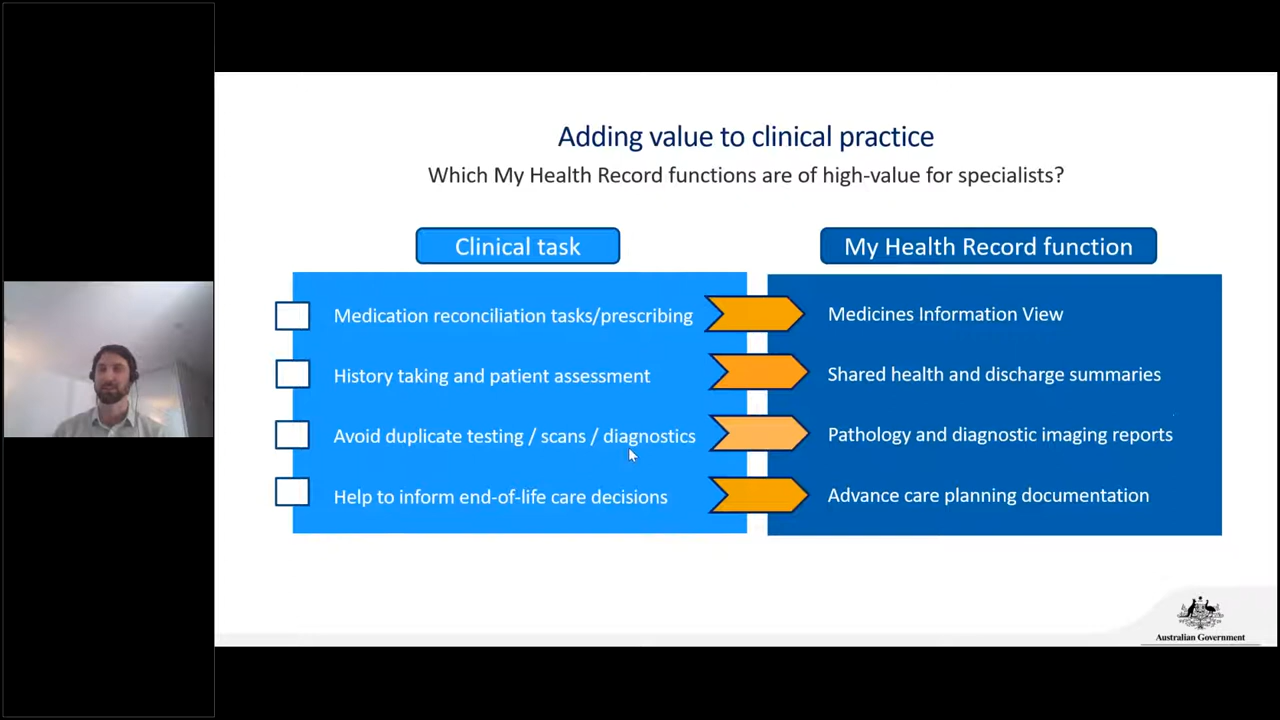 Adding value to clinical practice
Which My Health Record functions are of high-value for specialists?
Clinical task
My Health Record function
Medication reconciliation tasks/prescribing
Medicines Information View
History taking and patient assessment
Shared health and discharge summaries
Avoid duplicate testing / scans / diagnostics
Pathology and diagnostic imaging reports
Help to inform end-of-life care decisions
Advance care planning documentation
Australian Government